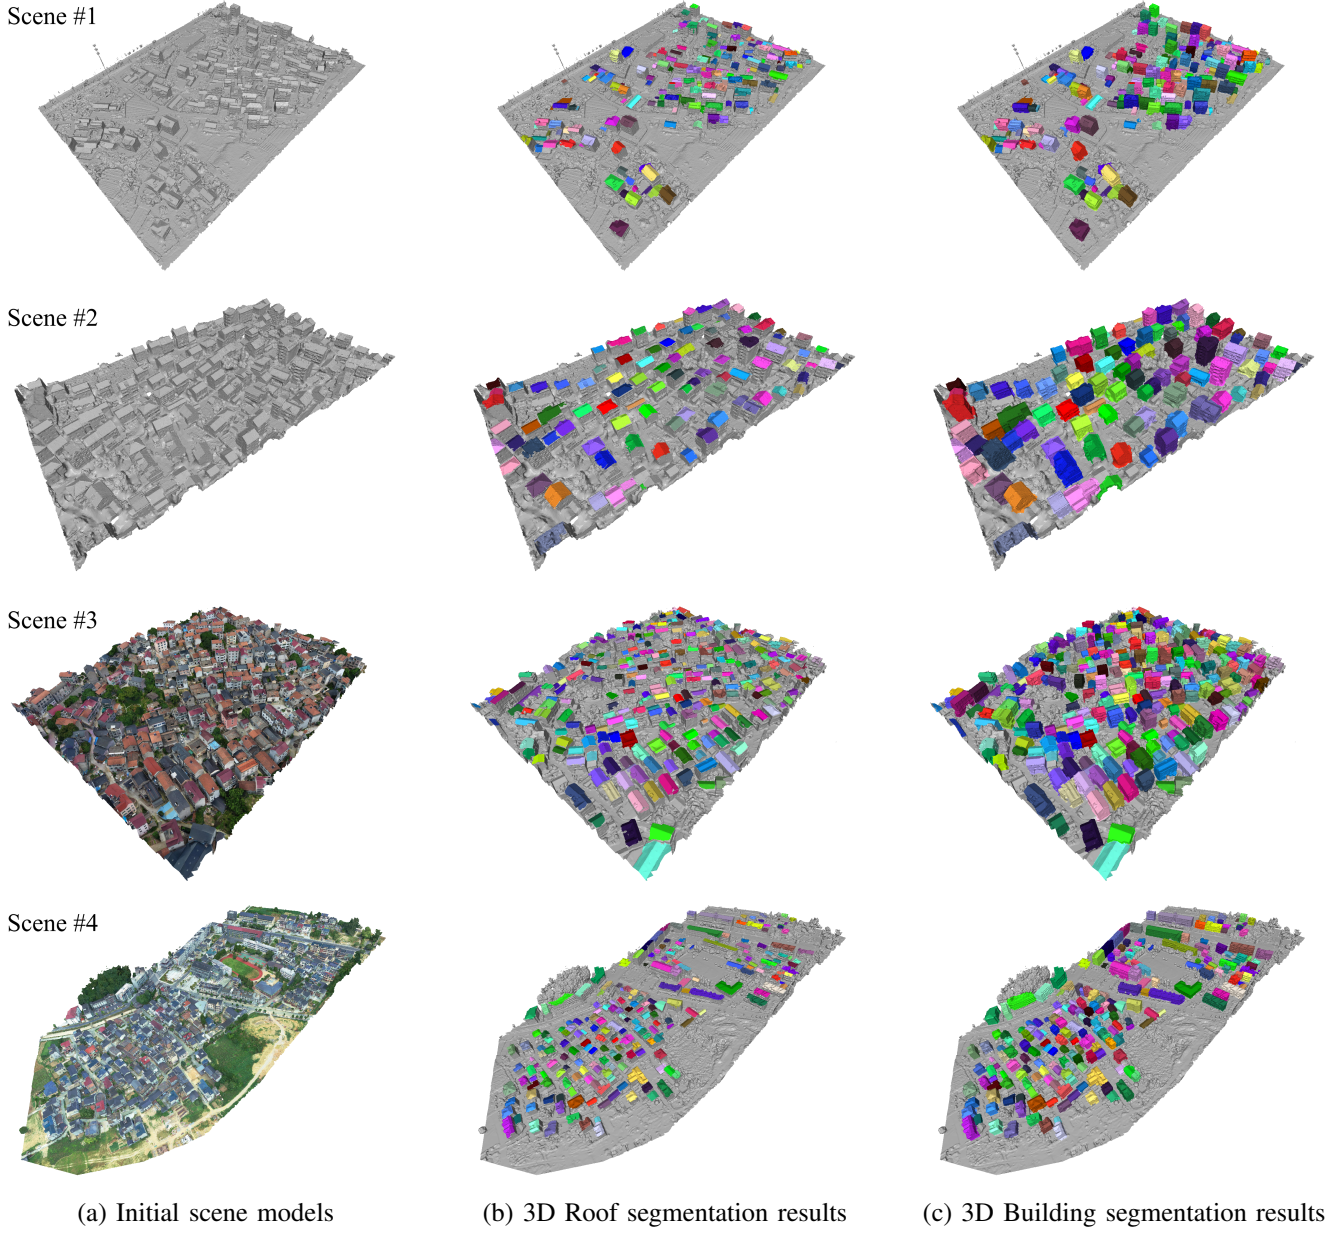 Scene #1
Scene #2
Scene #3
Scene #4
(a) Initial scene models
(b) 3D Roof segmentation results
(c) 3D Building segmentation results